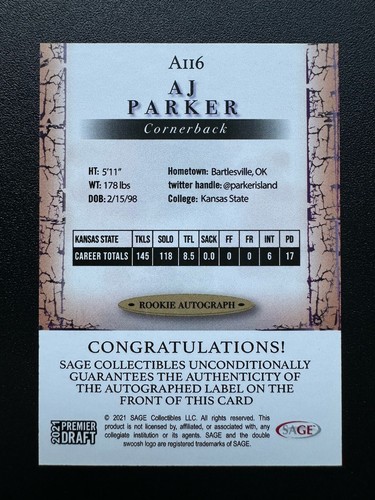 A116
AJ
PARKER
Cornerback
HT: 5'11" Hometown: Bartlesville, OK
WT: 178 lbs twitter handle: @parkerisland
DOB: 2/15/98 College: Kansas State
KANSAS STATE TKLS SOLO TFL SACK FF FR INT PD
CAREER TOTALS 145 118 8.5 0.0 0 0 6 17
• ROOKIE AUTOGRAPH •
CONGRATULATIONS!
SAGE COLLECTIBLES UNCONDITIONALLY
GUARANTEES THE AUTHENTICITY OF
THE AUTOGRAPHED LABEL ON THE
FRONT OF THIS CARD
© 2021 SAGE Collectibles LLC. All rights reserved. This
product is not licensed by, affiliated, or associated with, any
collegiate institution or its agents. SAGE and the double
swoosh logo are registered trademarks of SAGE.
2021 PREMIER
DRAFT
SAGE